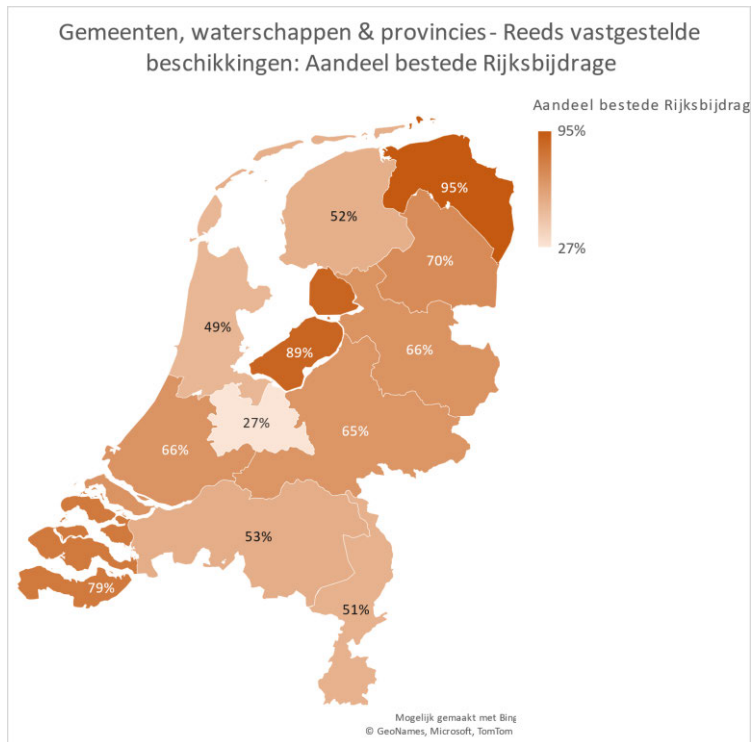 Gemeenten, waterschappen & provincies - Reeds vastgestelde
beschikkingen: Aandeel bestede Rijksbijdrage
Aandeel bestede Rijksbijdrag
95%
27%
95%
52%
70%
49%
89%
66%
27%
65%
66%
53%
79%
51%
Mogelijk gemaakt met Bing
© GeoNames, Microsoft, TomTom